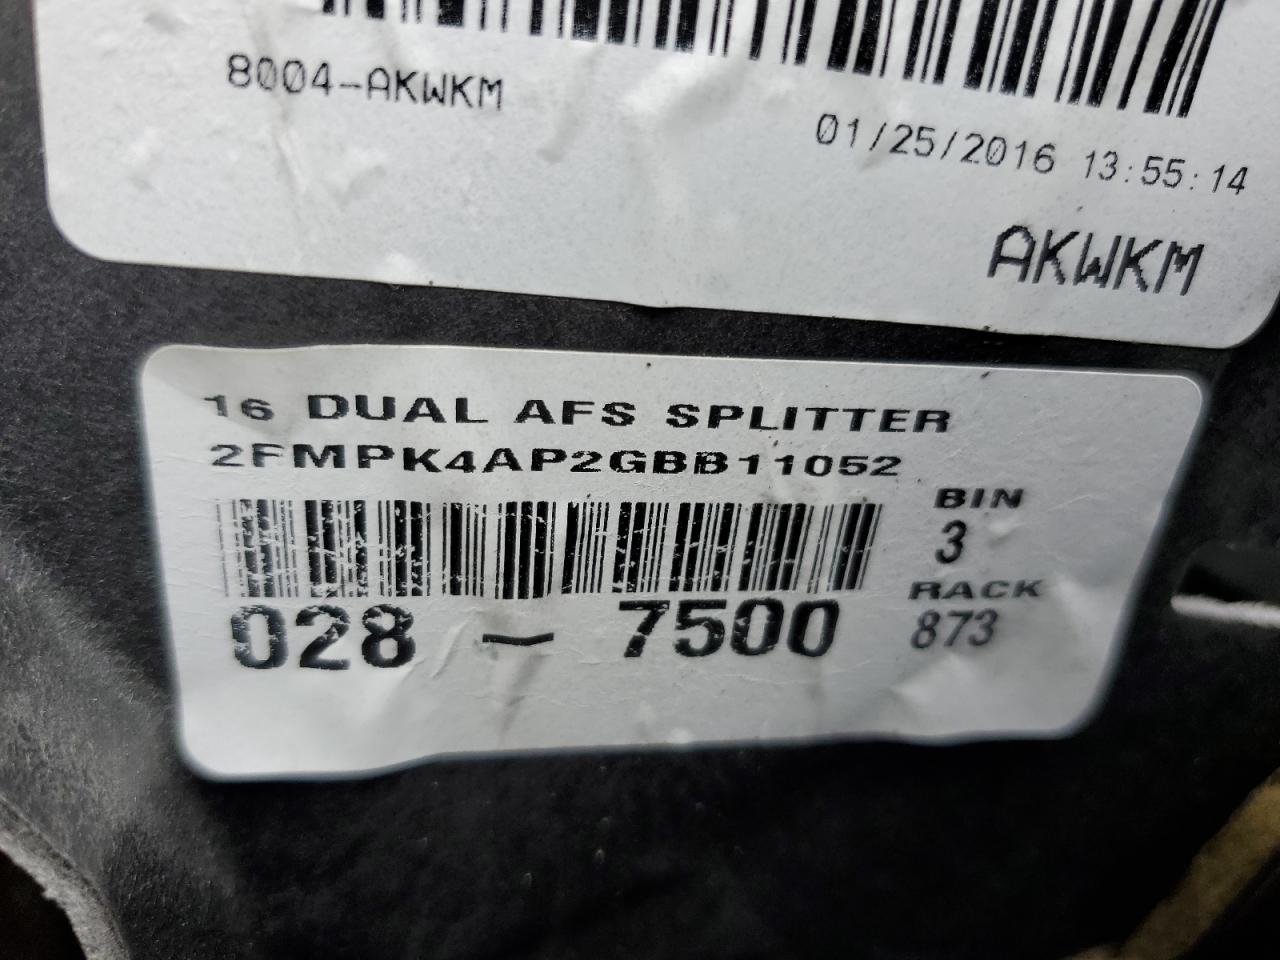 8004-AKWKM
01/25/2016 13:55:14
AKWKM
16 DUAL AFS SPLITTER
2FMPK4AP2GBB11052
BIN
3
RACK
873
028 - 7500